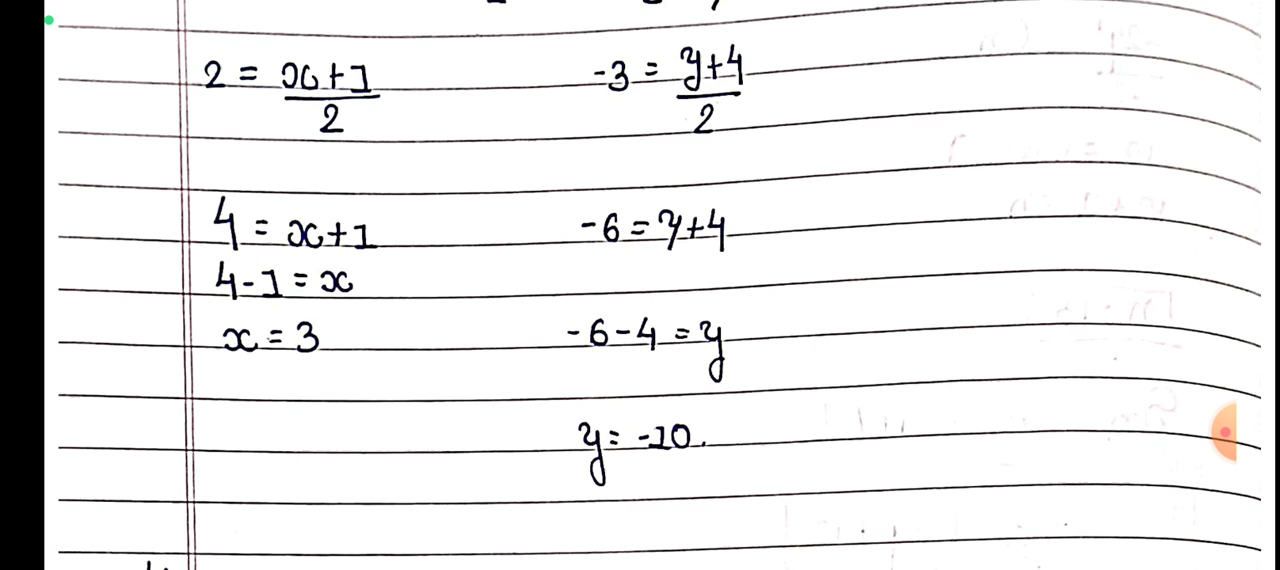 2 = x+1/2    -3 = y+4/2
4 = x+1    -6 = y+4
4-1 = x
x = 3    -6-4 = y
y = -10.